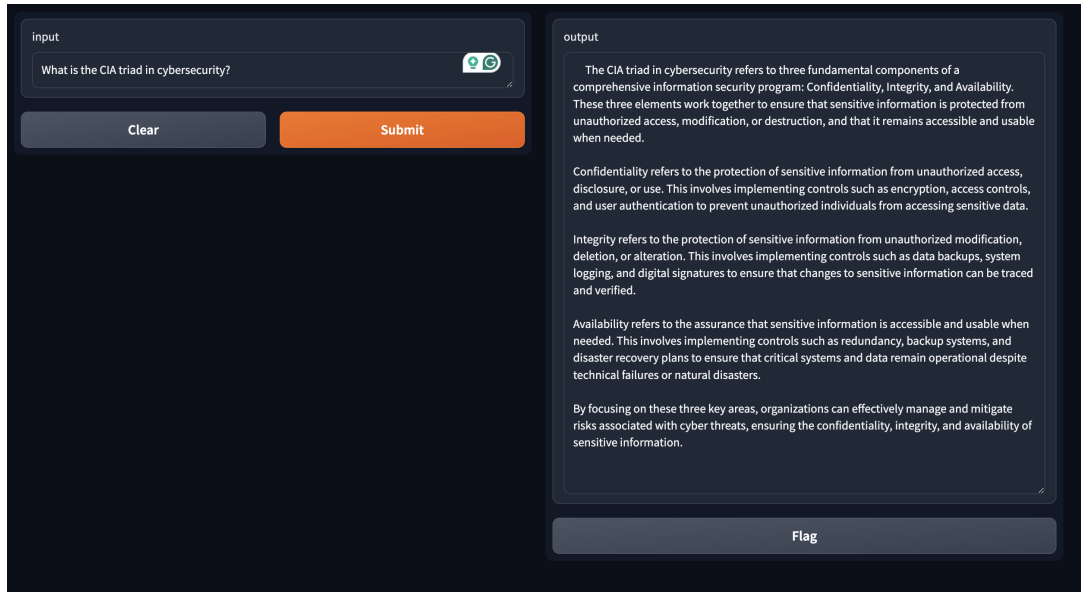 input
What is the CIA triad in cybersecurity?
Clear
Submit
output
The CIA triad in cybersecurity refers to three fundamental components of a
comprehensive information security program: Confidentiality, Integrity, and Availability.
These three elements work together to ensure that sensitive information is protected from
unauthorized access, modification, or destruction, and that it remains accessible and usable
when needed.
Confidentiality refers to the protection of sensitive information from unauthorized access,
disclosure, or use. This involves implementing controls such as encryption, access controls,
and user authentication to prevent unauthorized individuals from accessing sensitive data.
Integrity refers to the protection of sensitive information from unauthorized modification,
deletion, or alteration. This involves implementing controls such as data backups, system
logging, and digital signatures to ensure that changes to sensitive information can be traced
and verified.
Availability refers to the assurance that sensitive information is accessible and usable when
needed. This involves implementing controls such as redundancy, backup systems, and
disaster recovery plans to ensure that critical systems and data remain operational despite
technical failures or natural disasters.
By focusing on these three key areas, organizations can effectively manage and mitigate
risks associated with cyber threats, ensuring the confidentiality, integrity, and availability of
sensitive information.
Flag